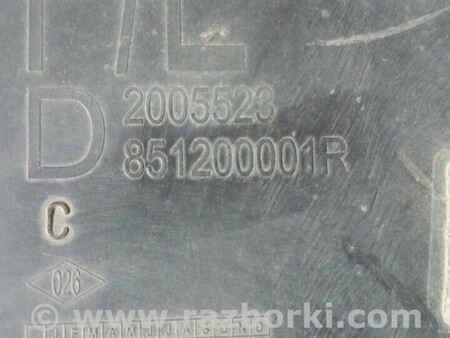 D 2005523
851200001R
C
026
J F M A M J J A S O N D
www.razborki.com